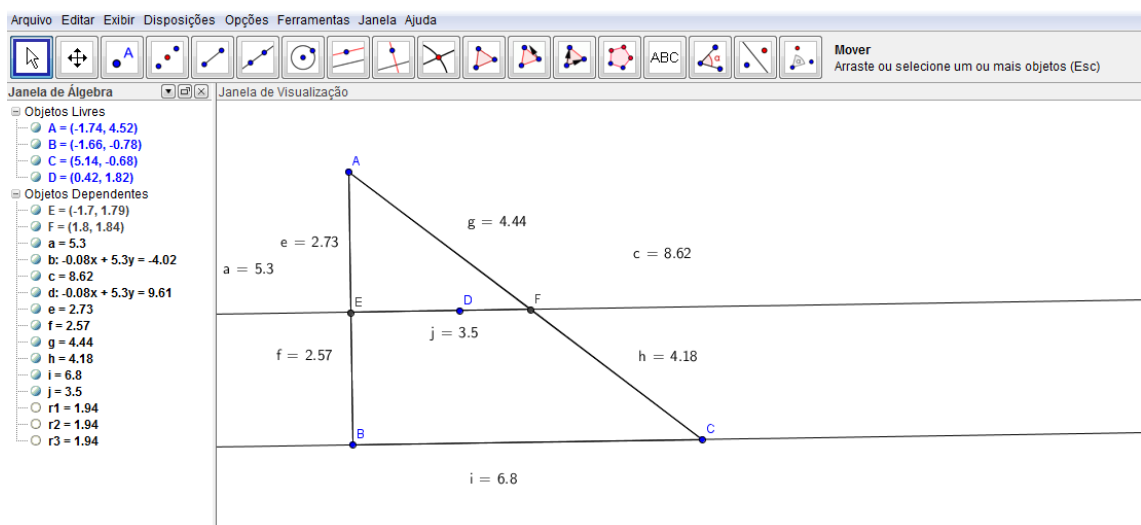 Arquivo Editar Exibir Disposições Opções Ferramentas Janela Ajuda
A
ABC
α
Mover
Arraste ou selecione um ou mais objetos (Esc)
Janela de Álgebra
Janela de Visualização
Objetos Livres
A = (-1.74, 4.52)
B = (-1.66, -0.78)
C = (5.14, -0.68)
D = (0.42, 1.82)
Objetos Dependentes
E = (-1.7, 1.79)
F = (1.8, 1.84)
a = 5.3
b: -0.08x + 5.3y = -4.02
c = 8.62
d: -0.08x + 5.3y = 9.61
e = 2.73
f = 2.57
g = 4.44
h = 4.18
i = 6.8
j = 3.5
r1 = 1.94
r2 = 1.94
r3 = 1.94
A
g = 4.44
e = 2.73
c = 8.62
a = 5.3
E
D
F
j = 3.5
f = 2.57
h = 4.18
B
C
i = 6.8